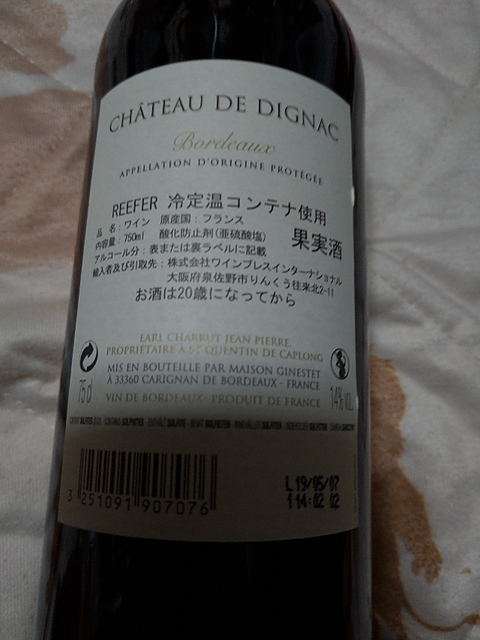 CHÂTEAU DE DIGNAC
Bordeaux
APPELLATION D'ORIGINE PROTÉGÉE
REEFER 冷定温コンテナ使用
品 名：ワイン 原産国：フランス
内容量：750ml 酸化防止剤(亜硫酸塩) 果実酒
アルコール分：表または裏ラベルに記載
輸入者及び引取先：株式会社ワインプレスインターナショナル
大阪府泉佐野市りんくう往来北2-11
お酒は20歳になってから
EARL CHARRUT JEAN PIERRE,
PROPRIÉTAIRE À ST QUENTIN DE CAPLONG
MIS EN BOUTEILLE PAR MAISON GINESTET
À 33360 CARIGNAN DE BORDEAUX - FRANCE
75 cl
14% VOL.
VIN DE BORDEAUX - PRODUIT DE FRANCE
3 251091 907076
L 19/05/07
1 14:02 02